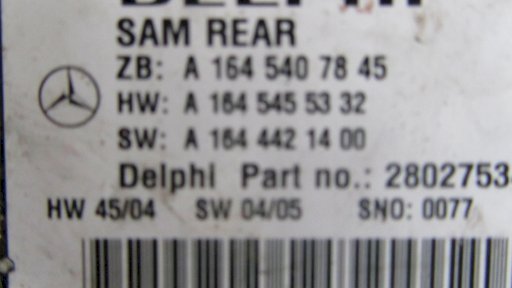 DELPHI
SAM REAR
ZB: A 164 540 78 45
HW: A 164 545 53 32
SW: A 164 442 14 00
Delphi Part no.: 2802753
HW 45/04 SW 04/05 SNO: 0077